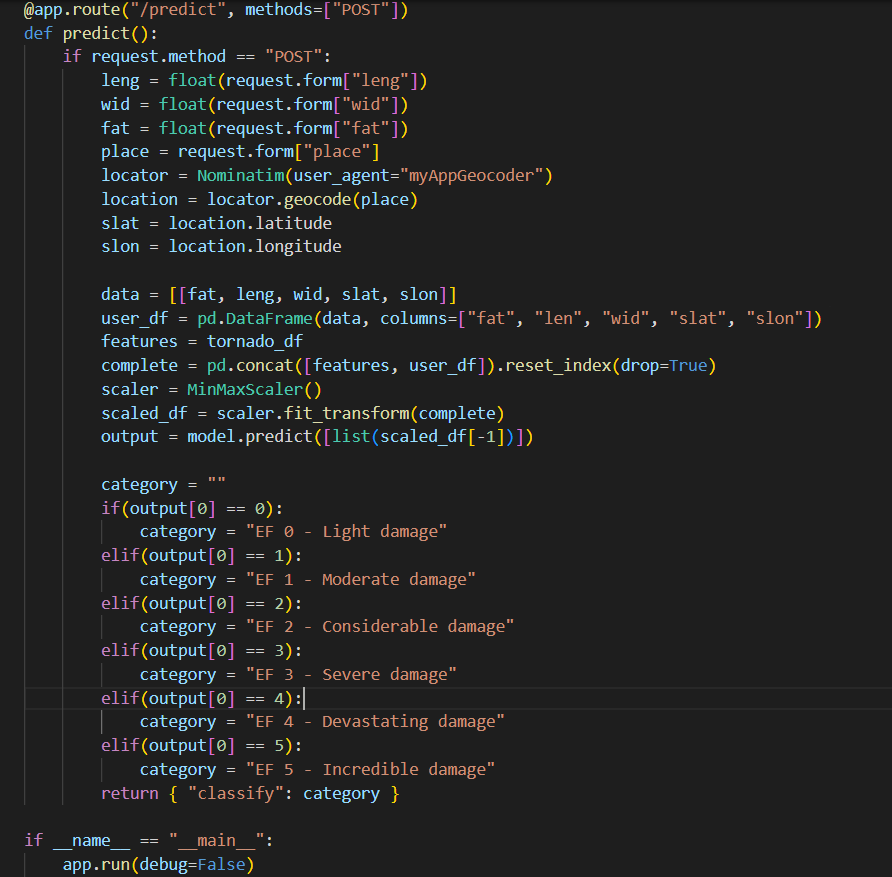 @app.route("/predict", methods=["POST"])
def predict():
    if request.method == "POST":
        leng = float(request.form["leng"])
        wid = float(request.form["wid"])
        fat = float(request.form["fat"])
        place = request.form["place"]
        locator = Nominatim(user_agent="myAppGeocoder")
        location = locator.geocode(place)
        slat = location.latitude
        slon = location.longitude

        data = [[fat, leng, wid, slat, slon]]
        user_df = pd.DataFrame(data, columns=["fat", "len", "wid", "slat", "slon"])
        features = tornado_df
        complete = pd.concat([features, user_df]).reset_index(drop=True)
        scaler = MinMaxScaler()
        scaled_df = scaler.fit_transform(complete)
        output = model.predict([list(scaled_df[-1])])

        category = ""
        if(output[0] == 0):
            category = "EF 0 - Light damage"
        elif(output[0] == 1):
            category = "EF 1 - Moderate damage"
        elif(output[0] == 2):
            category = "EF 2 - Considerable damage"
        elif(output[0] == 3):
            category = "EF 3 - Severe damage"
        elif(output[0] == 4):
            category = "EF 4 - Devastating damage"
        elif(output[0] == 5):
            category = "EF 5 - Incredible damage"
        return { "classify": category }

if __name__ == "__main__":
    app.run(debug=False)